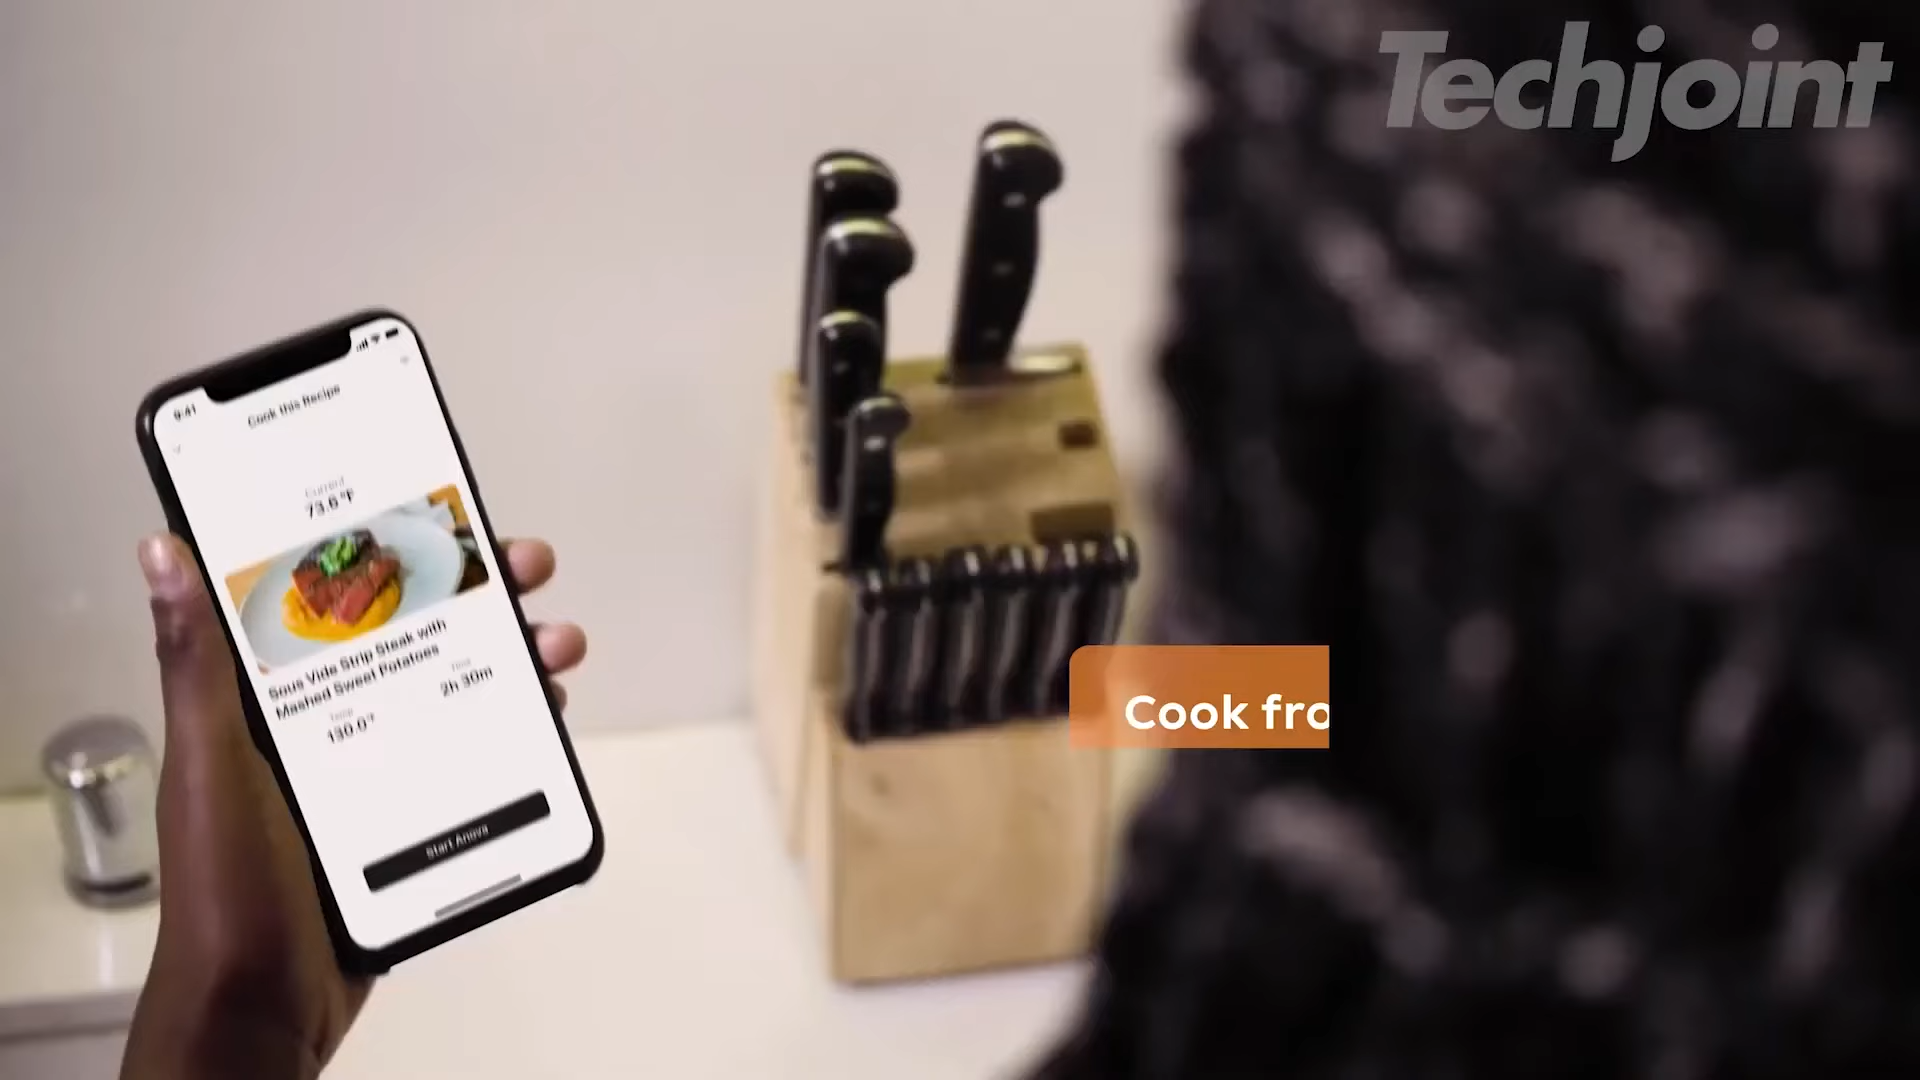 Techjoint
9:41
Cook this Recipe
Current
73.6°F
Sous Vide Strip Steak with
Mashed Sweet Potatoes
Time
2h 30m
Temp
130.0°F
Start Anova
Cook fro